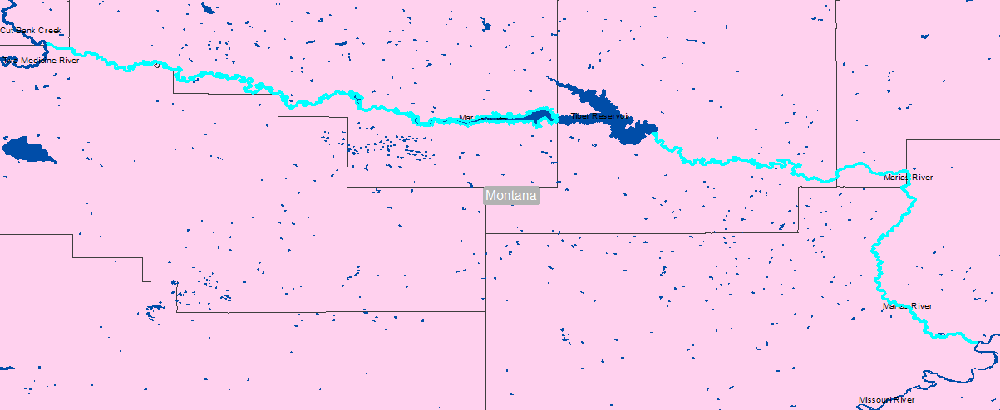 Cut Bank Creek
Medicine River
Tiber Reservoir
Marias River
Montana
Marias River
Missouri River